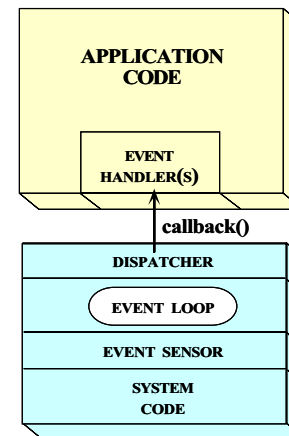 APPLICATION
CODE
EVENT
HANDLER(S)
callback()
DISPATCHER
EVENT LOOP
EVENT SENSOR
SYSTEM
CODE